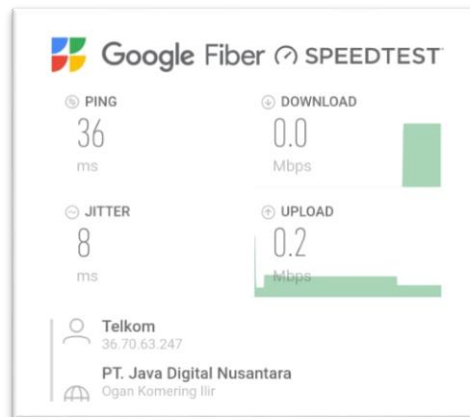 Google Fiber SPEEDTEST
PING
36
ms
DOWNLOAD
0.0
Mbps
JITTER
8
ms
UPLOAD
0.2
Mbps
Telkom
36.70.63.247
PT. Java Digital Nusantara
Ogan Komering Ilir